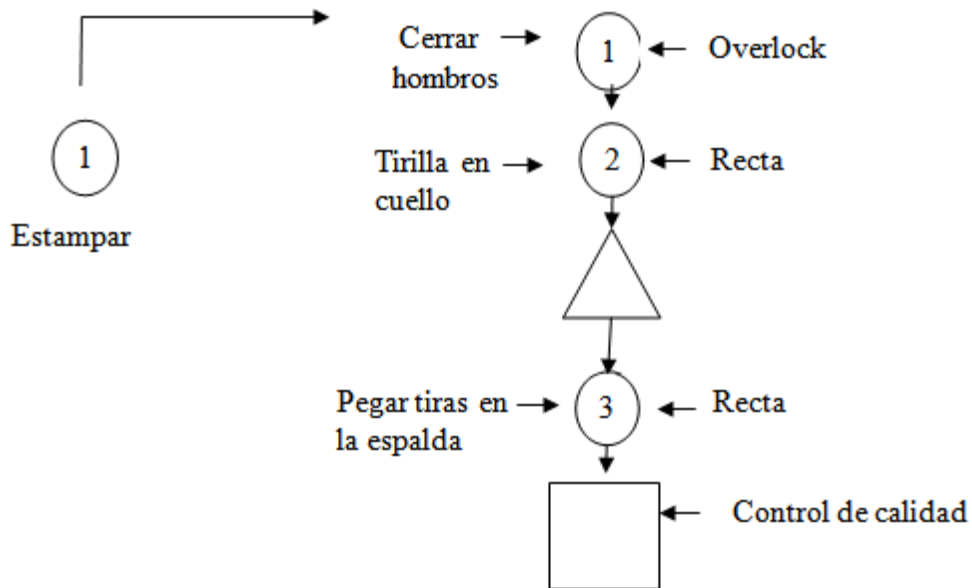 Cerrar
hombros
1
Overlock
1
Estampar
Tirilla en
cuello
2
Recta
Pegar tiras en
la espalda
3
Recta
Control de calidad